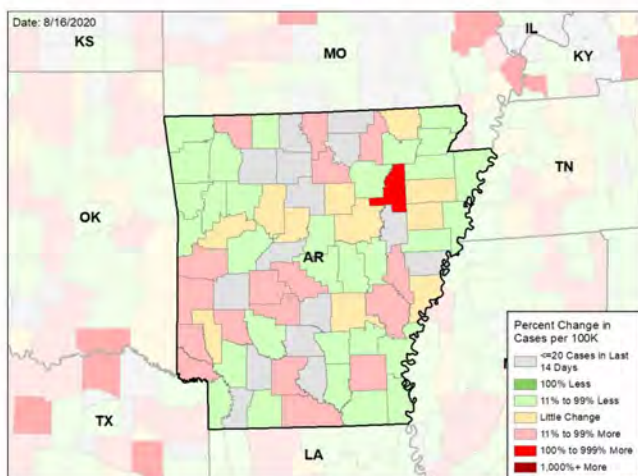 Date: 8/16/2020
KS
MO
IL
KY
OK
TN
AR
TX
LA
Percent Change in
Cases per 100K
<=20 Cases in Last
14 Days
100% Less
11% to 99% Less
Little Change
11% to 99% More
100% to 999% More
1,000%+ More